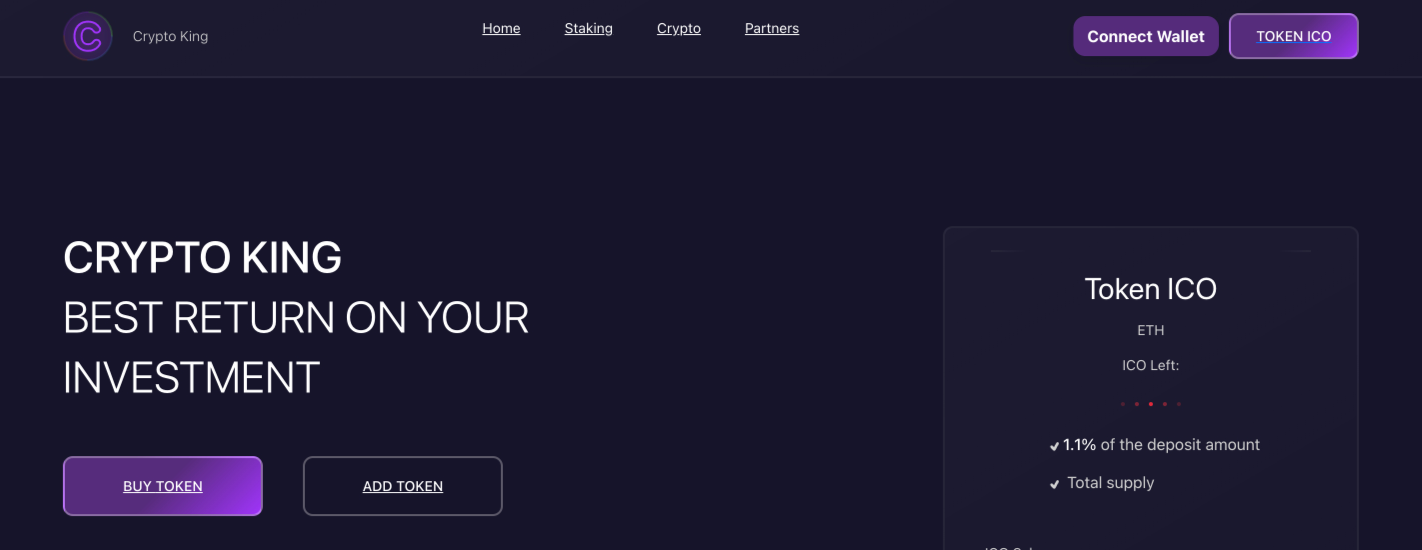 Crypto King
Home Staking Crypto Partners
Connect Wallet
TOKEN ICO
CRYPTO KING
BEST RETURN ON YOUR
INVESTMENT
BUY TOKEN
ADD TOKEN
Token ICO
ETH
ICO Left:
1.1% of the deposit amount
Total supply